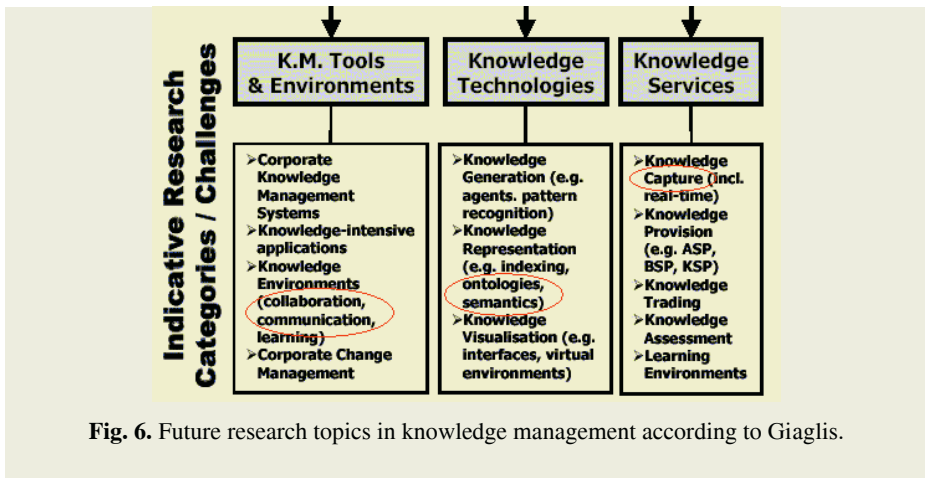 Indicative Research
Categories / Challenges
K.M. Tools
& Environments
➢Corporate
Knowledge
Management
Systems
➢Knowledge-intensive
applications
➢Knowledge
Environments
(collaboration,
communication,
learning)
➢Corporate Change
Management
Knowledge
Technologies
➢Knowledge
Generation (e.g.
agents. pattern
recognition)
➢Knowledge
Representation
(e.g. indexing,
ontologies,
semantics)
➢Knowledge
Visualisation (e.g.
interfaces, virtual
environments)
Knowledge
Services
➢Knowledge
Capture (incl.
real-time)
➢Knowledge
Provision
(e.g. ASP,
BSP, KSP)
➢Knowledge
Trading
➢Knowledge
Assessment
➢Learning
Environments
Fig. 6. Future research topics in knowledge management according to Giaglis.